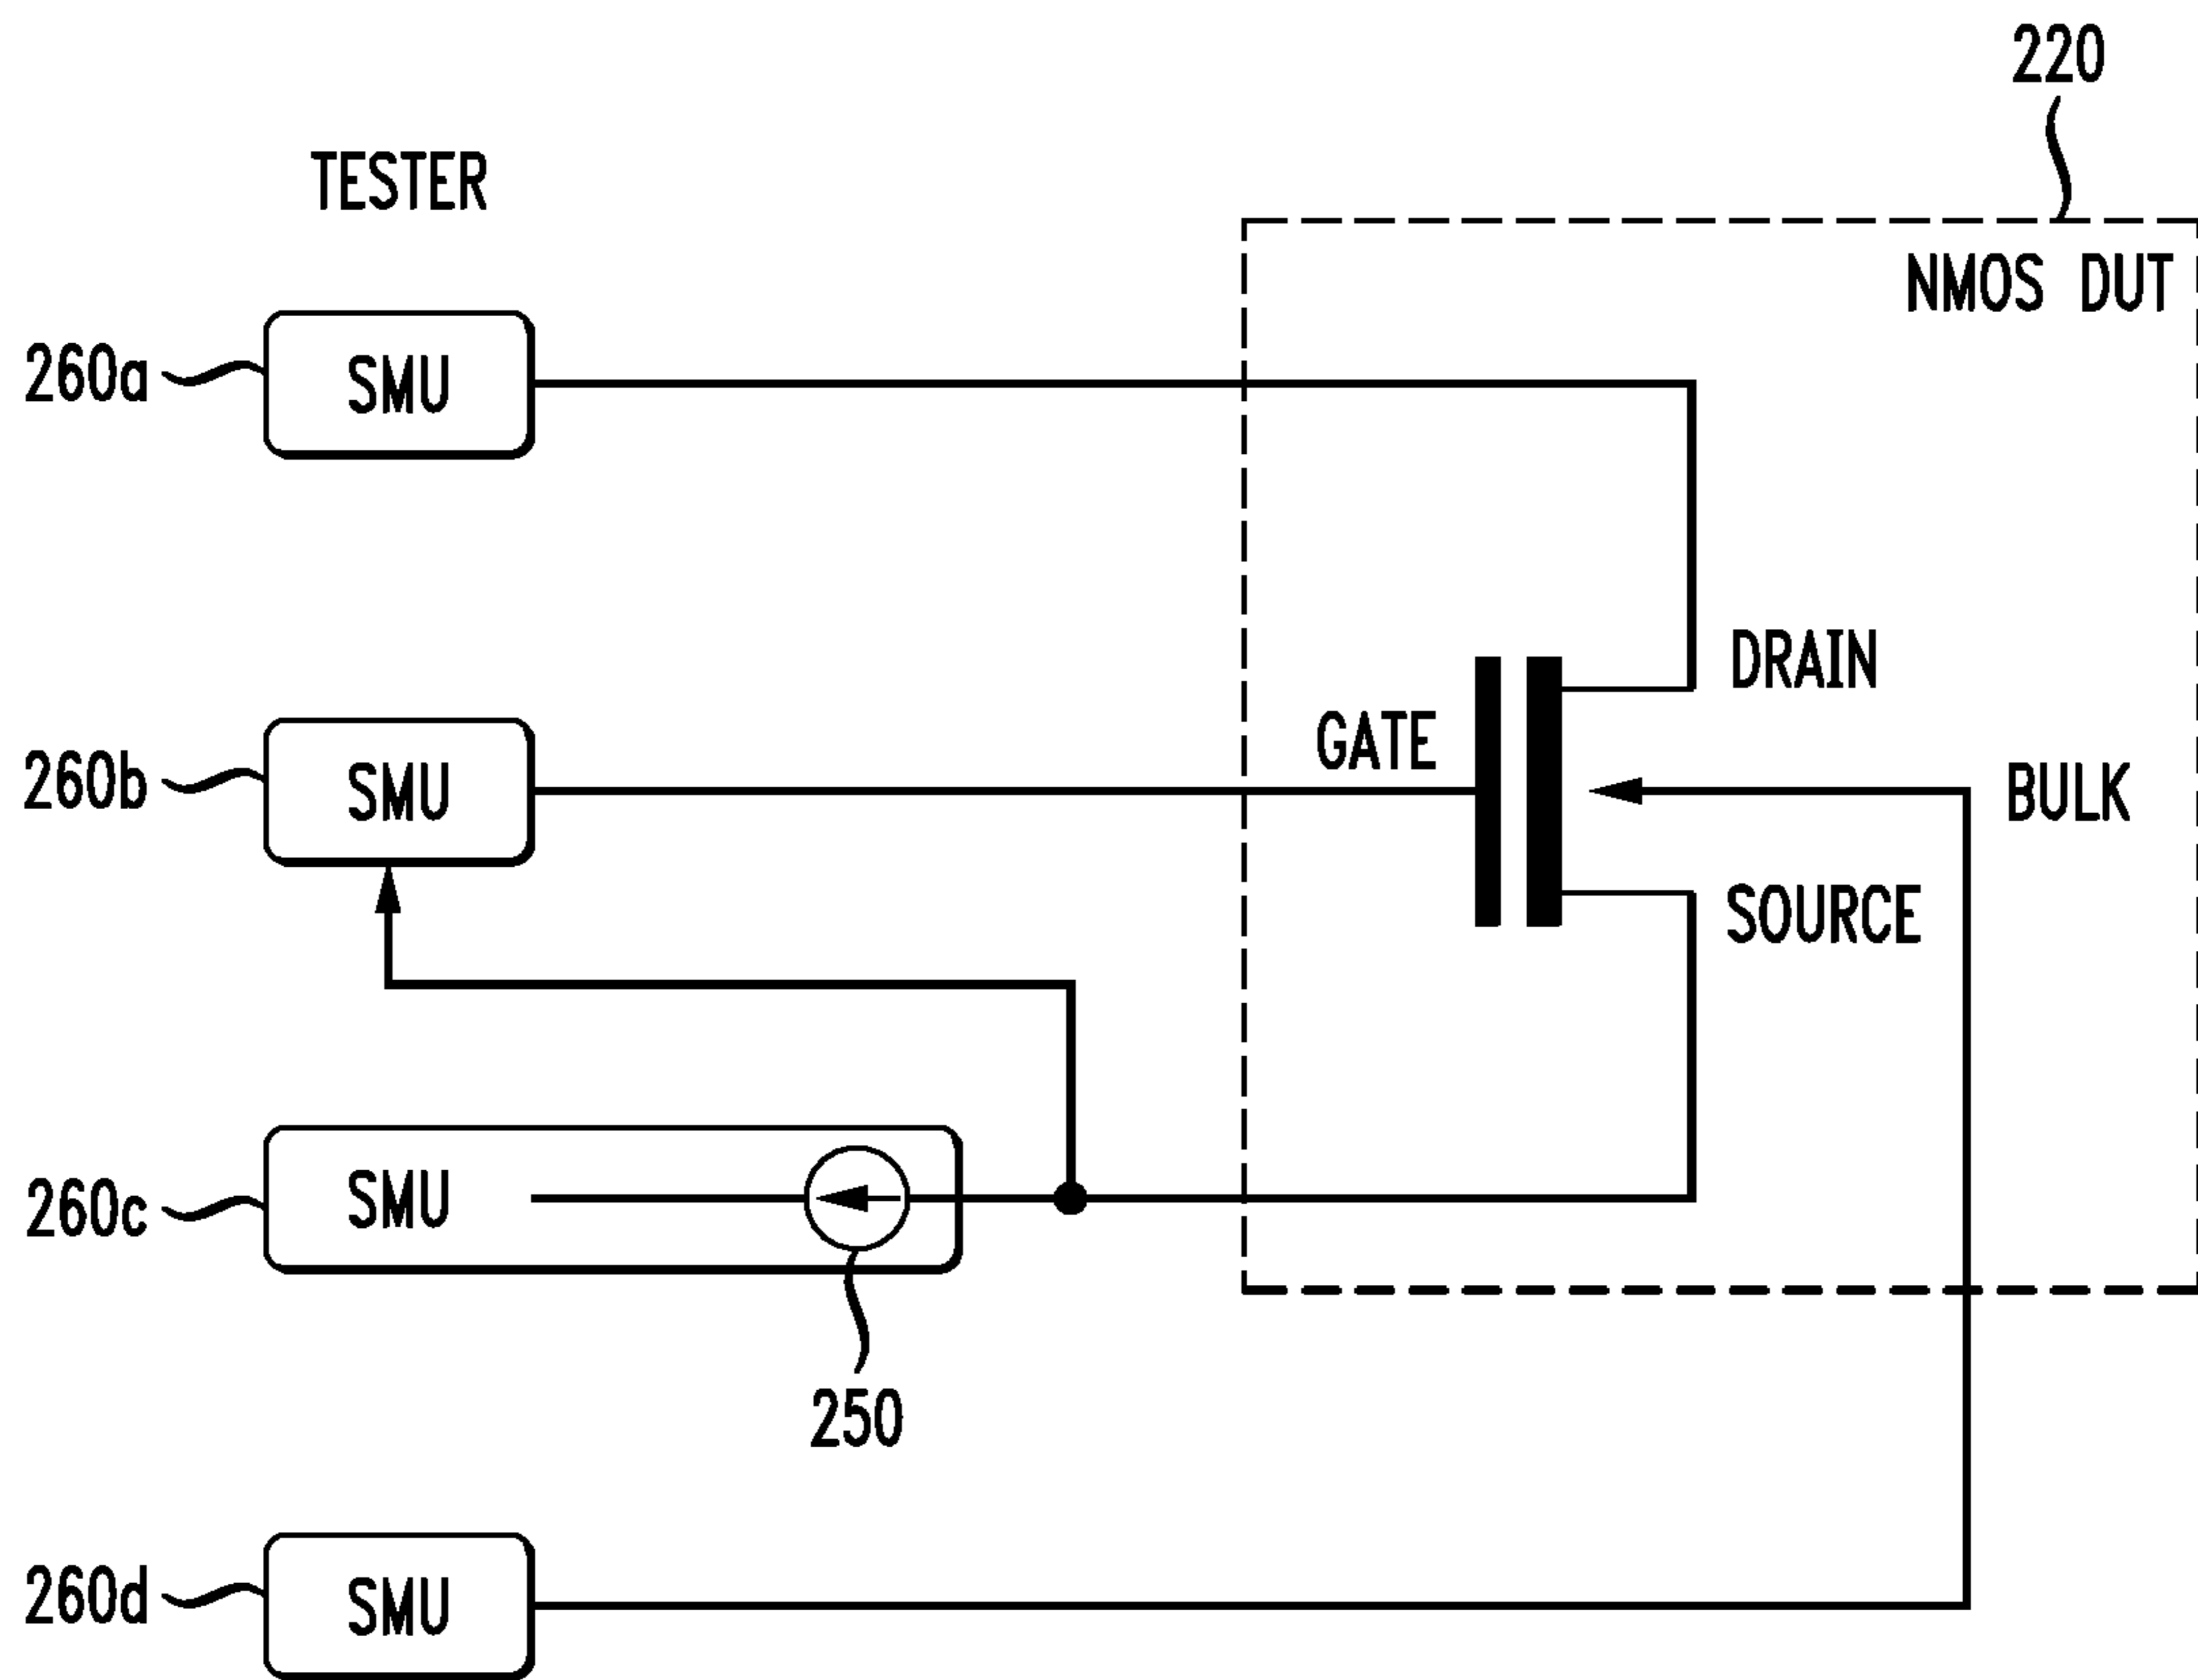 220
TESTER
NMOS DUT
260a
SMU
DRAIN
GATE
260b
SMU
BULK
SOURCE
260c
SMU
250
260d
SMU